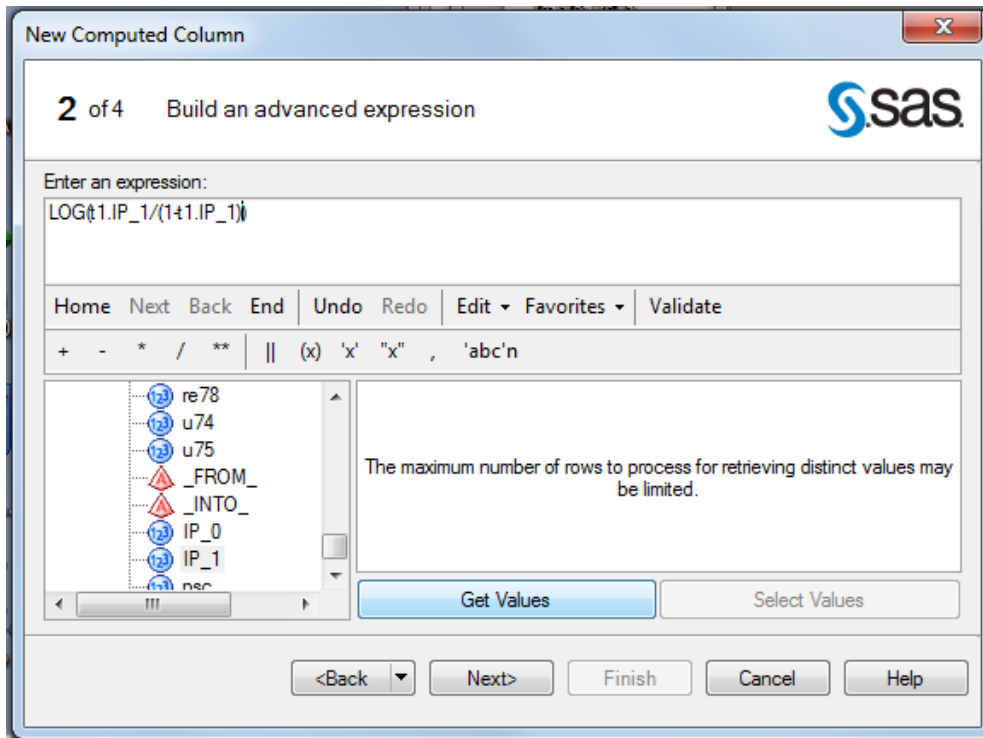 New Computed Column
2 of 4 Build an advanced expression
sas
Enter an expression:
LOG(t1.IP_1/(1-t1.IP_1))
Home Next Back End Undo Redo Edit Favorites Validate
+ - * / ** || (x) 'x' "x" , 'abc'n
re78
u74
u75
_FROM_
_INTO_
IP_0
IP_1
psc
The maximum number of rows to process for retrieving distinct values may
be limited.
Get Values Select Values
<Back Next> Finish Cancel Help